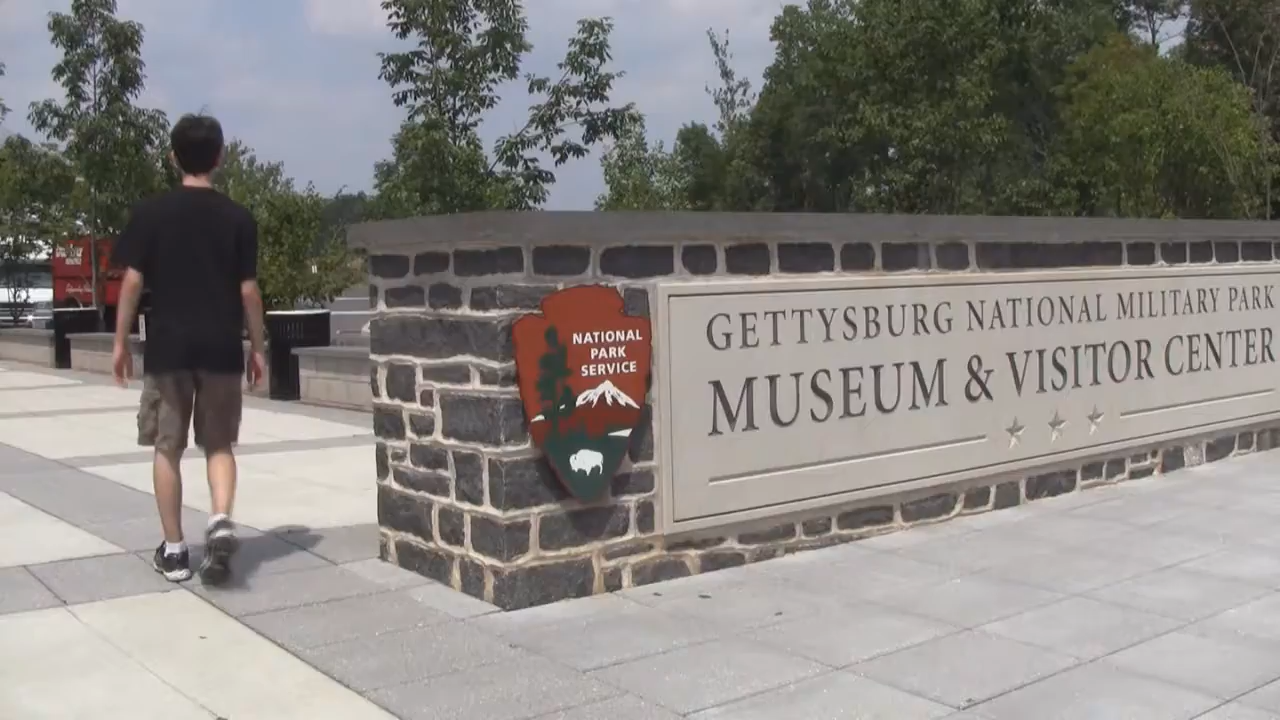 NATIONAL
PARK
SERVICE
GETTYSBURG NATIONAL MILITARY PARK
MUSEUM & VISITOR CENTER